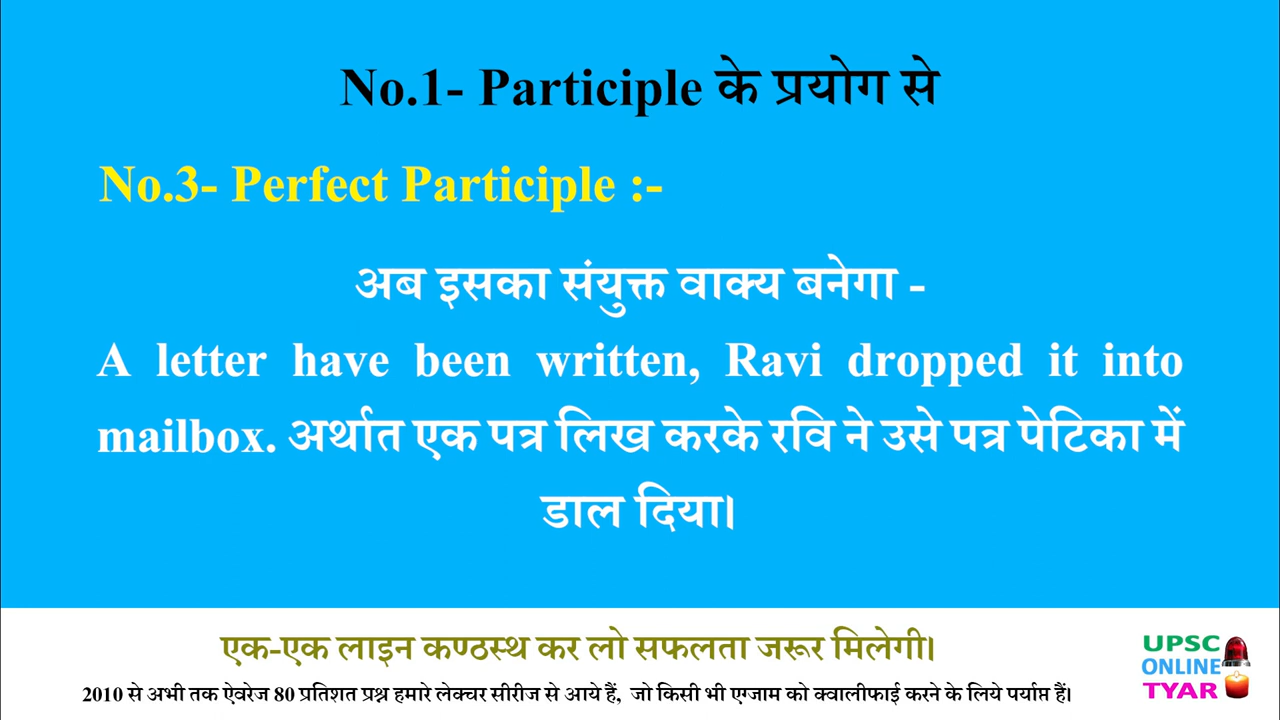 No.1- Participle के प्रयोग से
No.3- Perfect Participle :-
अब इसका संयुक्त वाक्य बनेगा -
A letter have been written, Ravi dropped it into
mailbox. अर्थात एक पत्र लिख करके रवि ने उसे पत्र पेटिका में
डाल दिया।
एक-एक लाइन कण्ठस्थ कर लो सफलता जरूर मिलेगी।
2010 से अभी तक ऐवरेज 80 प्रतिशत प्रश्न हमारे लेक्चर सीरीज से आये हैं, जो किसी भी एग्जाम को क्वालीफाई करने के लिये पर्याप्त हैं।
UPSC
ONLINE
TYAR